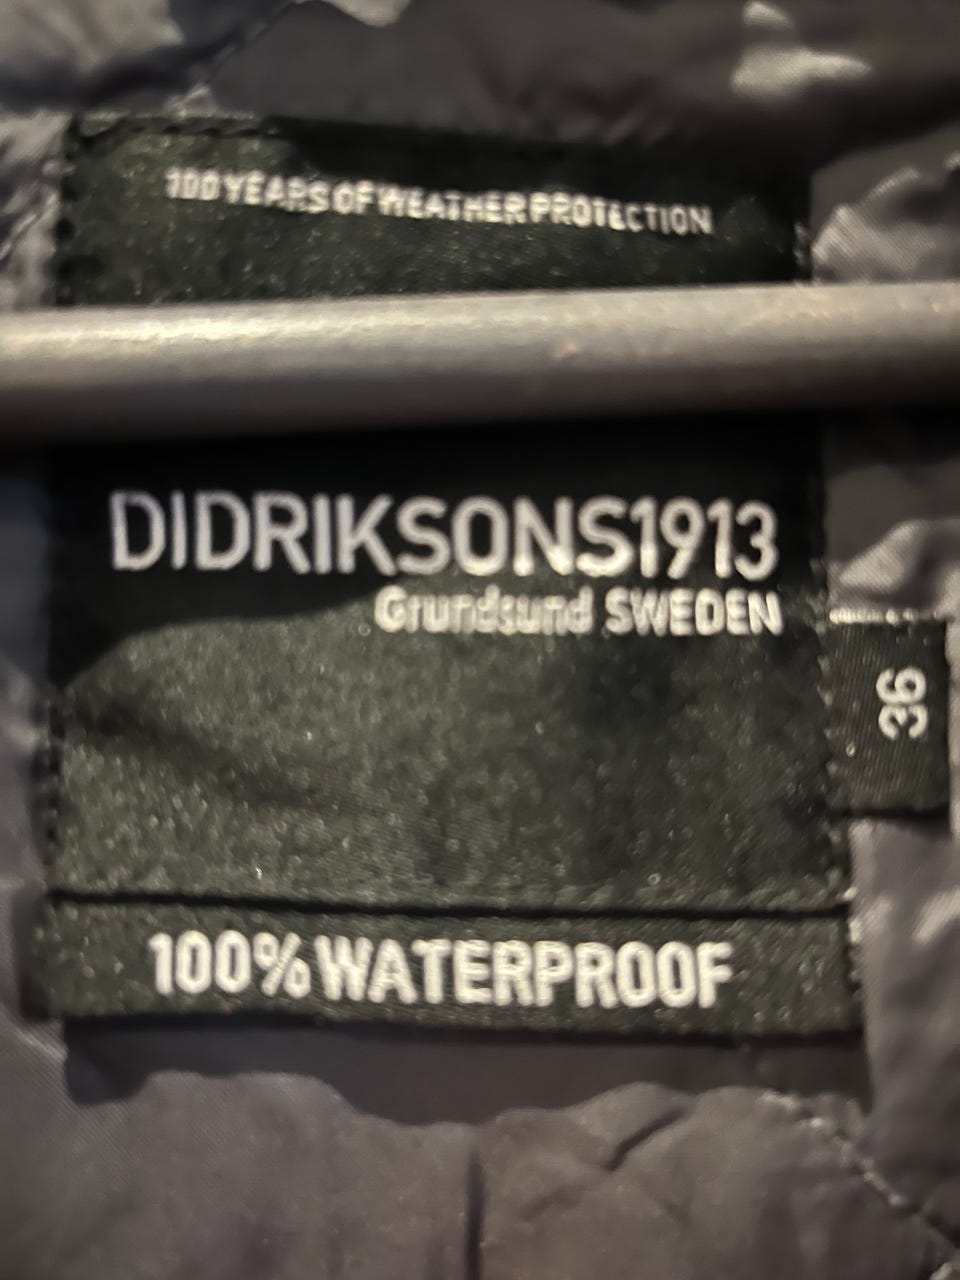 100 YEARS OF WEATHER PROTECTION
DIDRIKSONS1913
Grundsund SWEDEN
36
100% WATERPROOF